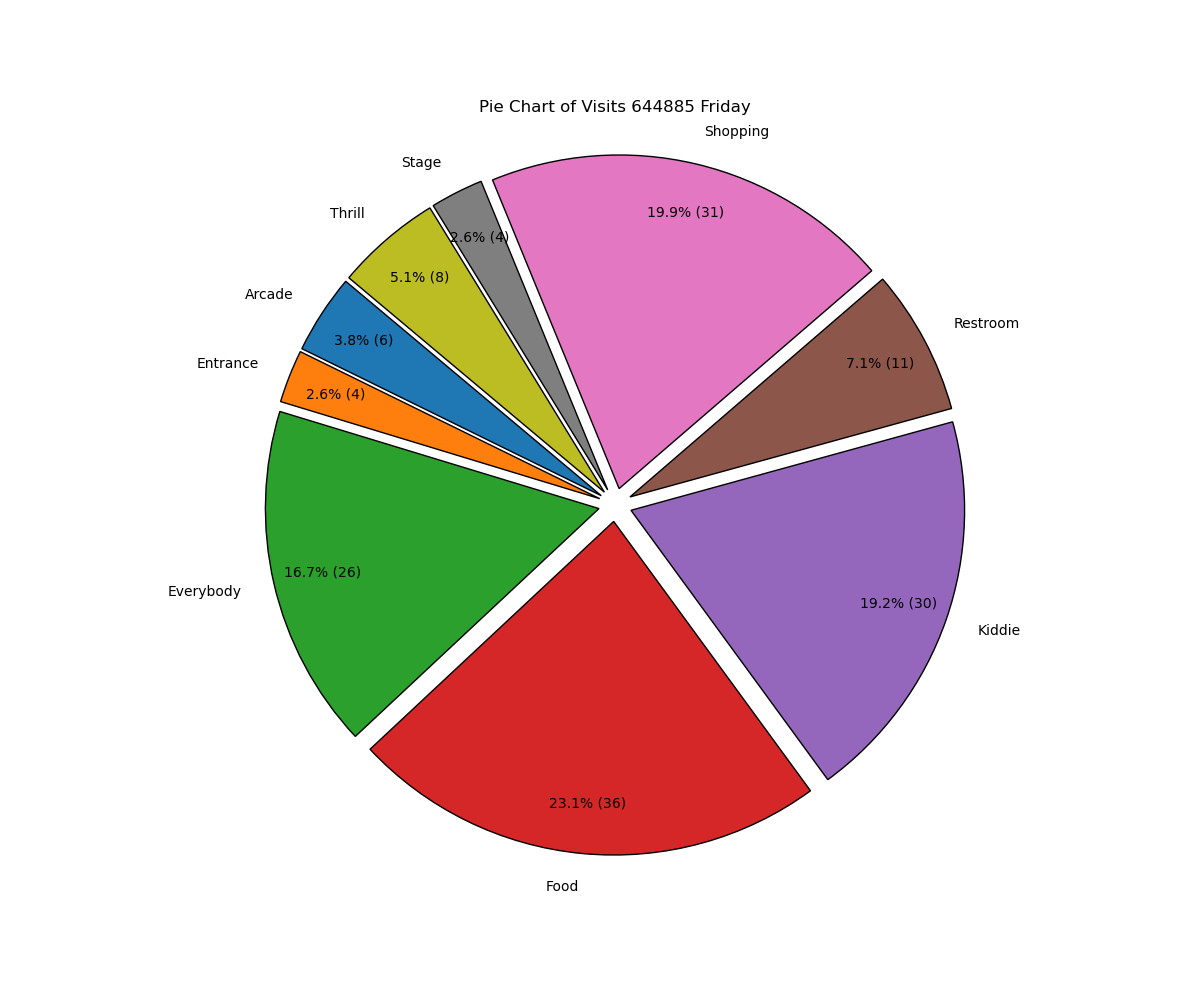 Pie Chart of Visits 644885 Friday
Shopping
19.9% (31)
Stage
2.6% (4)
Thrill
5.1% (8)
Arcade
3.8% (6)
Entrance
2.6% (4)
Restroom
7.1% (11)
Everybody
16.7% (26)
Kiddie
19.2% (30)
Food
23.1% (36)